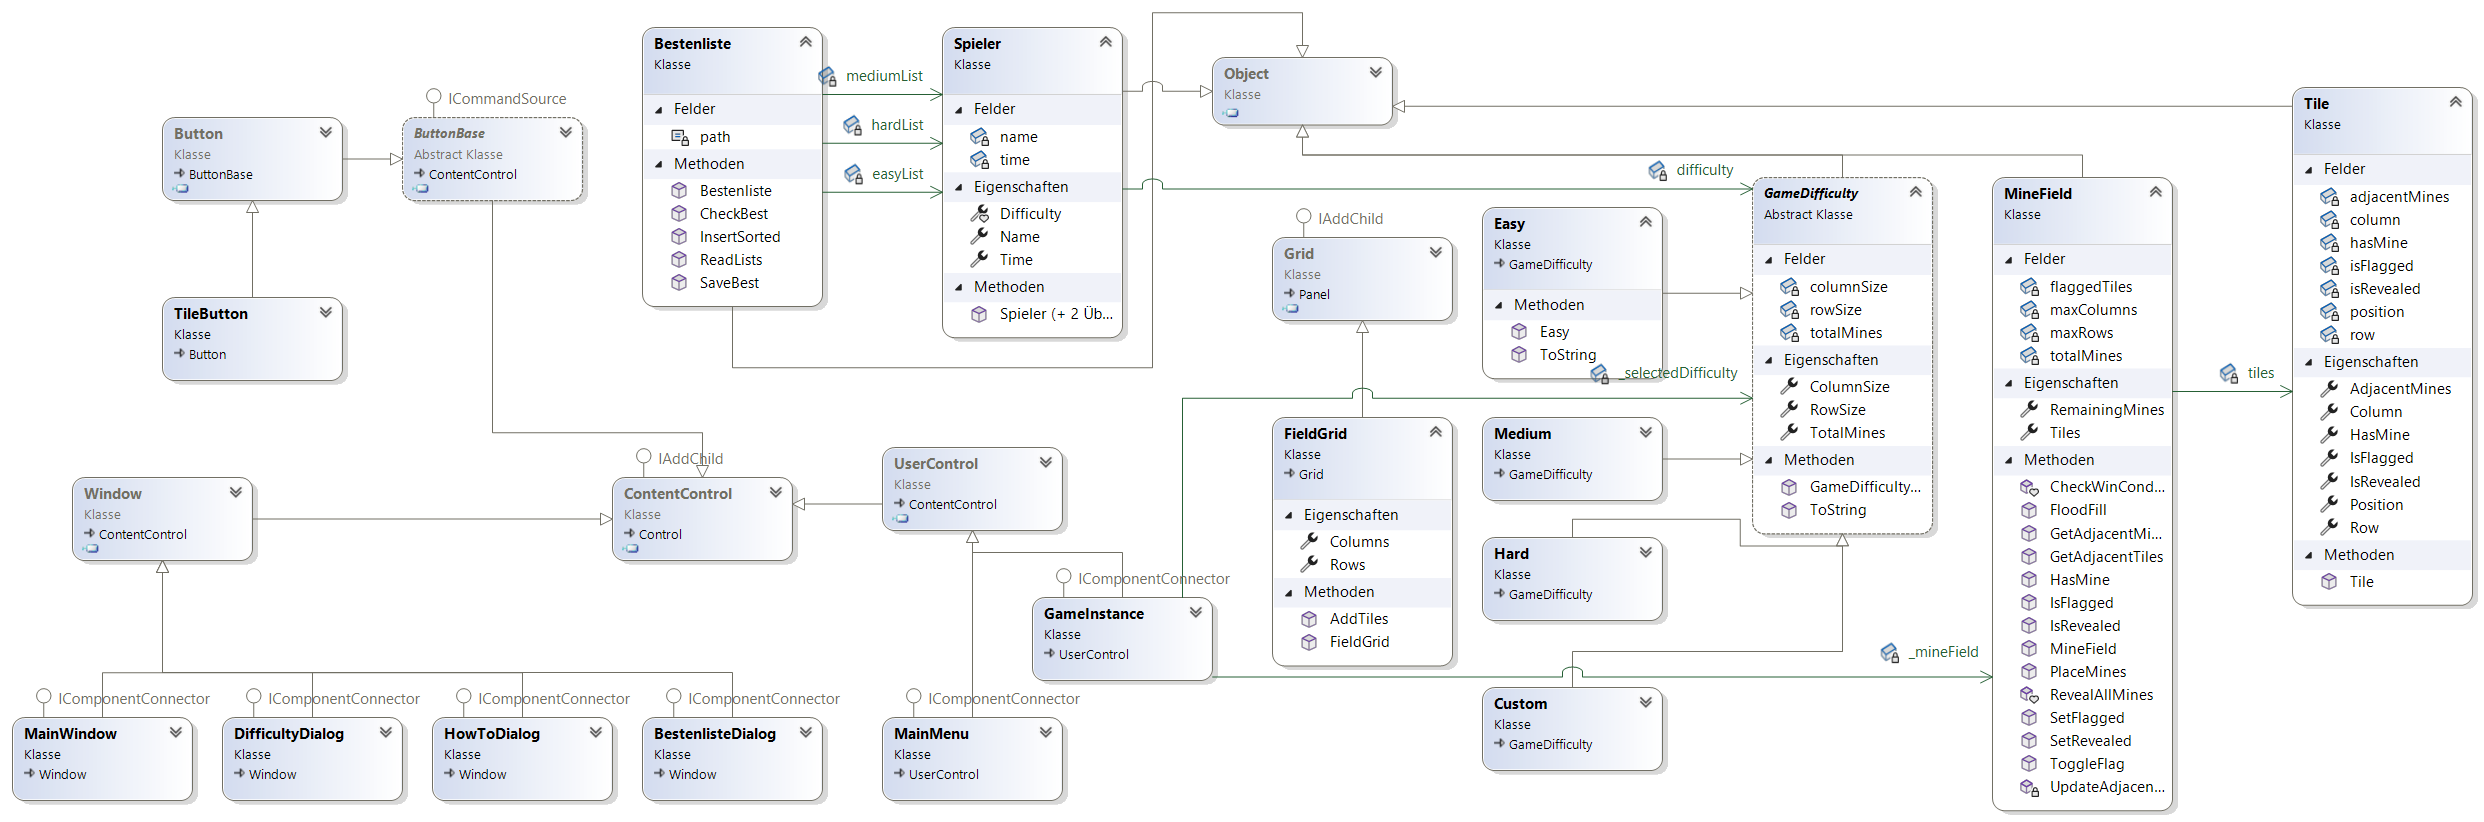 Bestenliste
Klasse
Felder
path
Methoden
Bestenliste
CheckBest
InsertSorted
ReadLists
SaveBest
mediumList
hardList
easyList
Spieler
Klasse
Felder
name
time
Eigenschaften
Difficulty
Name
Time
Methoden
Spieler (+ 2 Üb...
Object
Klasse
difficulty
ICommandSource
Button
Klasse
ButtonBase
ButtonBase
Abstract Klasse
ContentControl
TileButton
Klasse
Button
IAddChild
Grid
Klasse
Panel
Easy
Klasse
GameDifficulty
Methoden
Easy
ToString
_selectedDifficulty
GameDifficulty
Abstract Klasse
Felder
columnSize
rowSize
totalMines
Eigenschaften
ColumnSize
RowSize
TotalMines
Methoden
GameDifficulty...
ToString
MineField
Klasse
Felder
flaggedTiles
maxColumns
maxRows
totalMines
Eigenschaften
RemainingMines
Tiles
Methoden
CheckWinCond...
FloodFill
GetAdjacentMi...
GetAdjacentTiles
HasMine
IsFlagged
IsRevealed
MineField
PlaceMines
RevealAllMines
SetFlagged
SetRevealed
ToggleFlag
UpdateAdjacen...
tiles
Tile
Klasse
Felder
adjacentMines
column
hasMine
isFlagged
isRevealed
position
row
Eigenschaften
AdjacentMines
Column
HasMine
IsFlagged
IsRevealed
Position
Row
Methoden
Tile
FieldGrid
Klasse
Grid
Eigenschaften
Columns
Rows
Methoden
AddTiles
FieldGrid
Medium
Klasse
GameDifficulty
Hard
Klasse
GameDifficulty
Custom
Klasse
GameDifficulty
_mineField
Window
Klasse
ContentControl
IAddChild
ContentControl
Klasse
Control
UserControl
Klasse
ContentControl
IComponentConnector
GameInstance
Klasse
UserControl
IComponentConnector
MainWindow
Klasse
Window
IComponentConnector
DifficultyDialog
Klasse
Window
IComponentConnector
HowToDialog
Klasse
Window
IComponentConnector
BestenlisteDialog
Klasse
Window
IComponentConnector
MainMenu
Klasse
UserControl